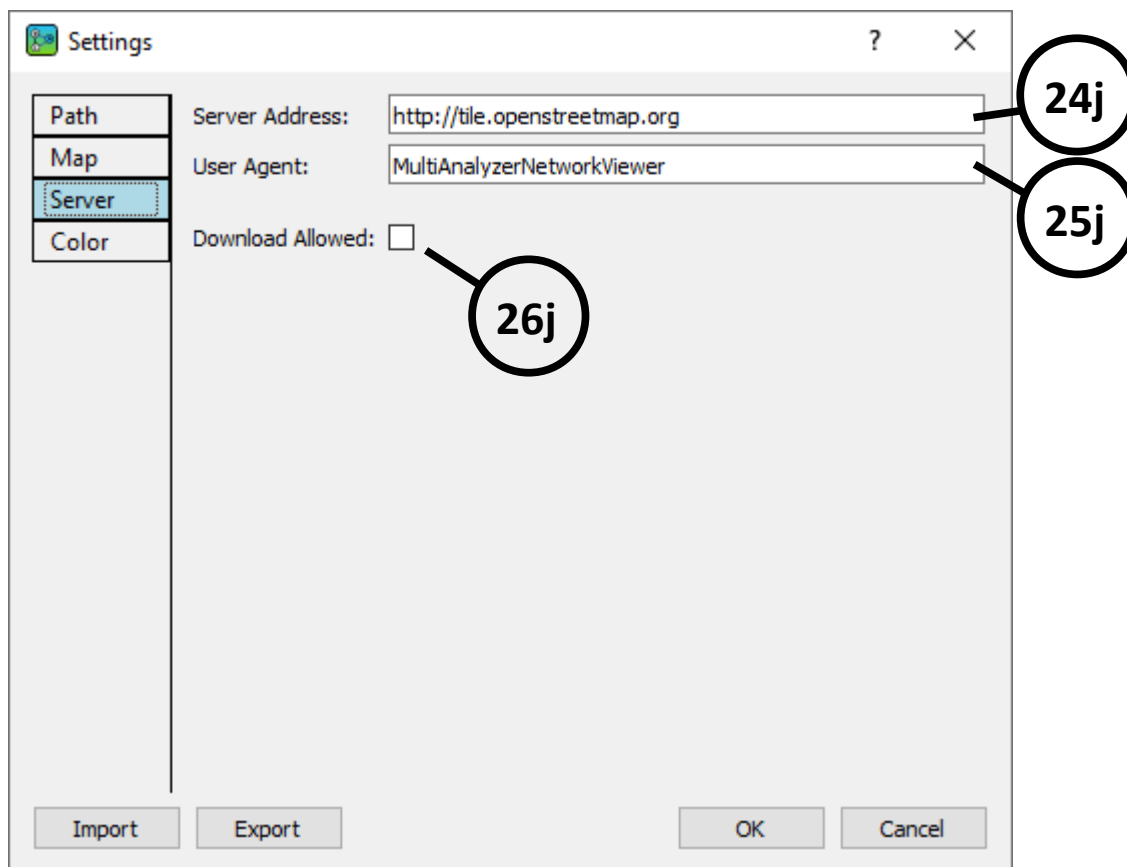 Settings
?
24j
Path
Server Address: http://tile.openstreetmap.org
Map
User Agent: MultiAnalyzerNetworkViewer
Server
25j
Color
Download Allowed:
26j
Import Export OK Cancel